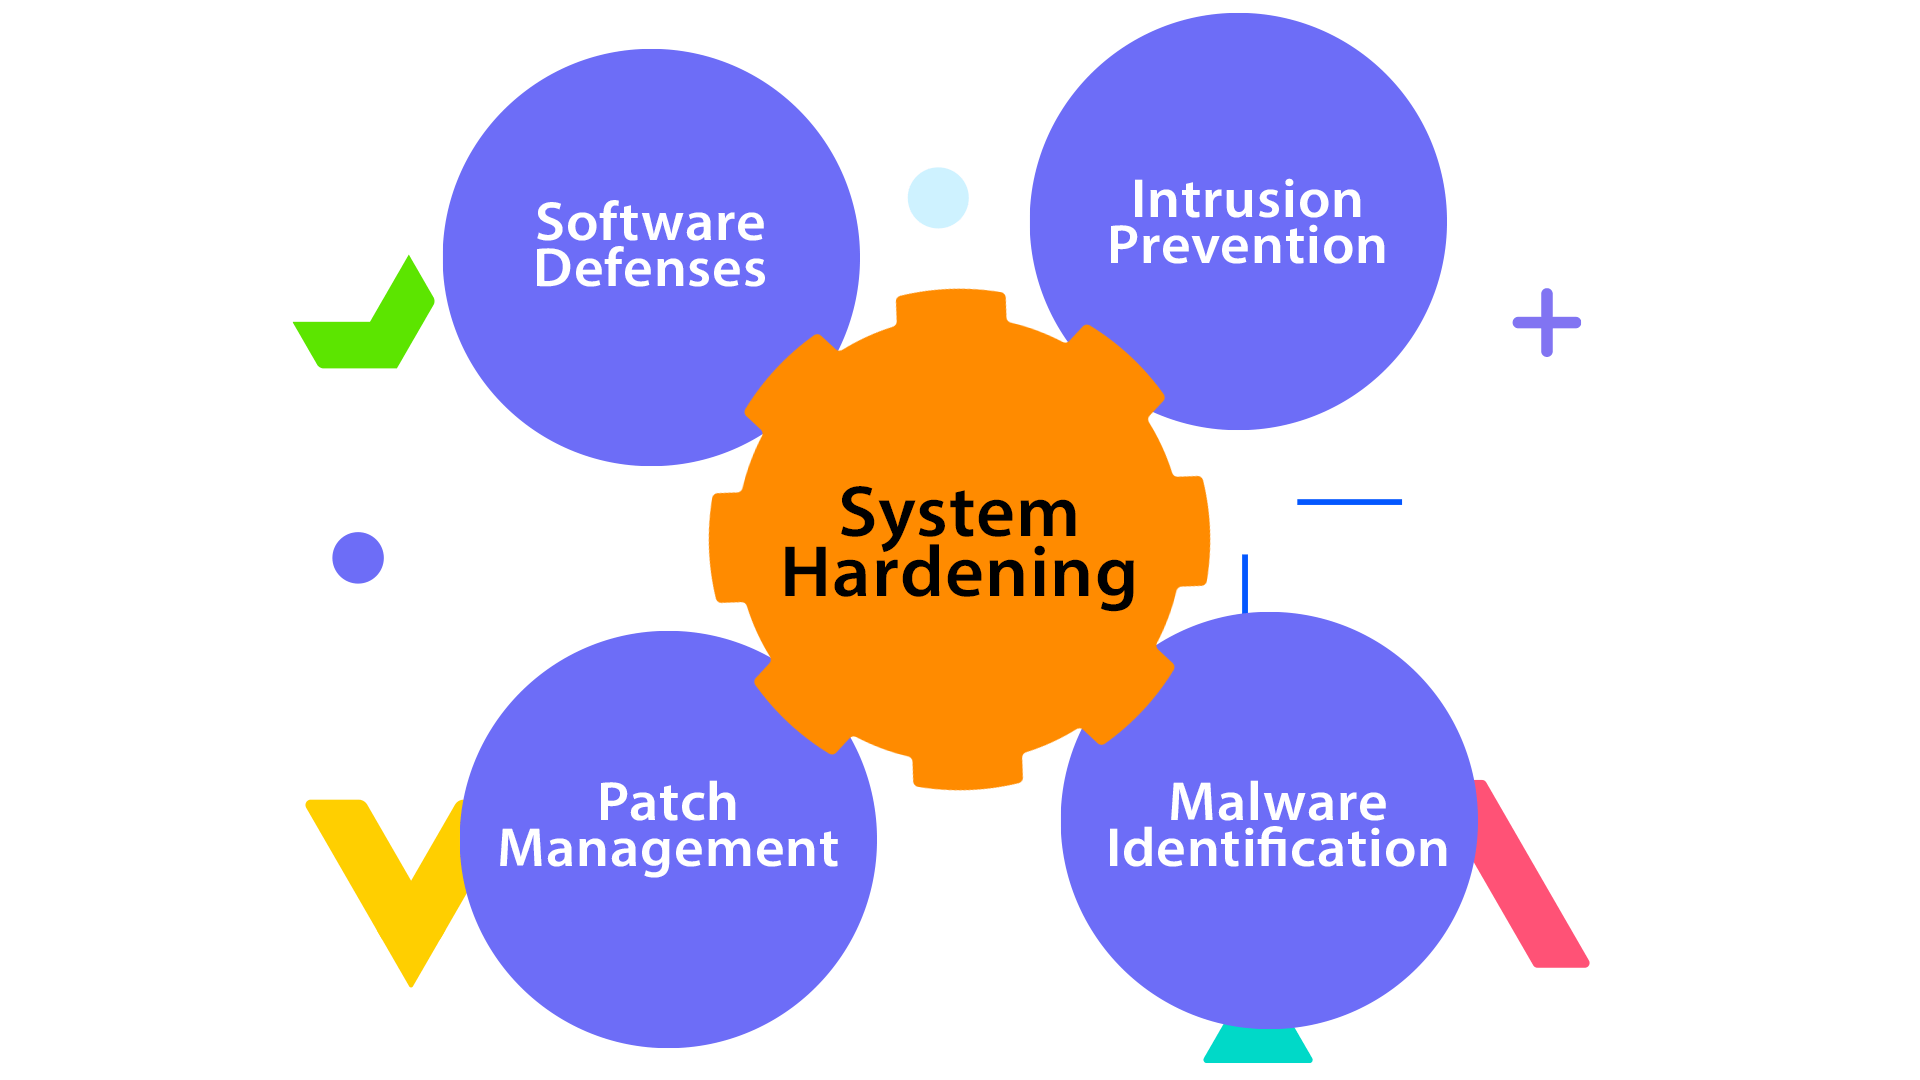 Software
Defenses
Intrusion
Prevention
System
Hardening
Patch
Management
Malware
Identification